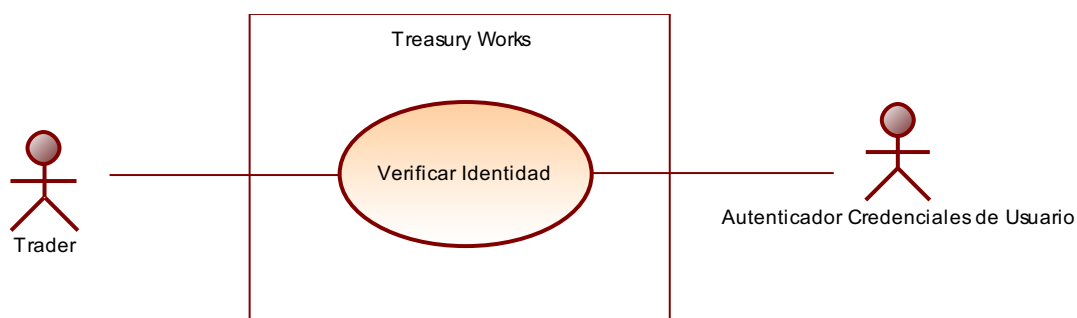 Treasury Works
Verificar Identidad
Trader
Autenticador Credenciales de Usuario